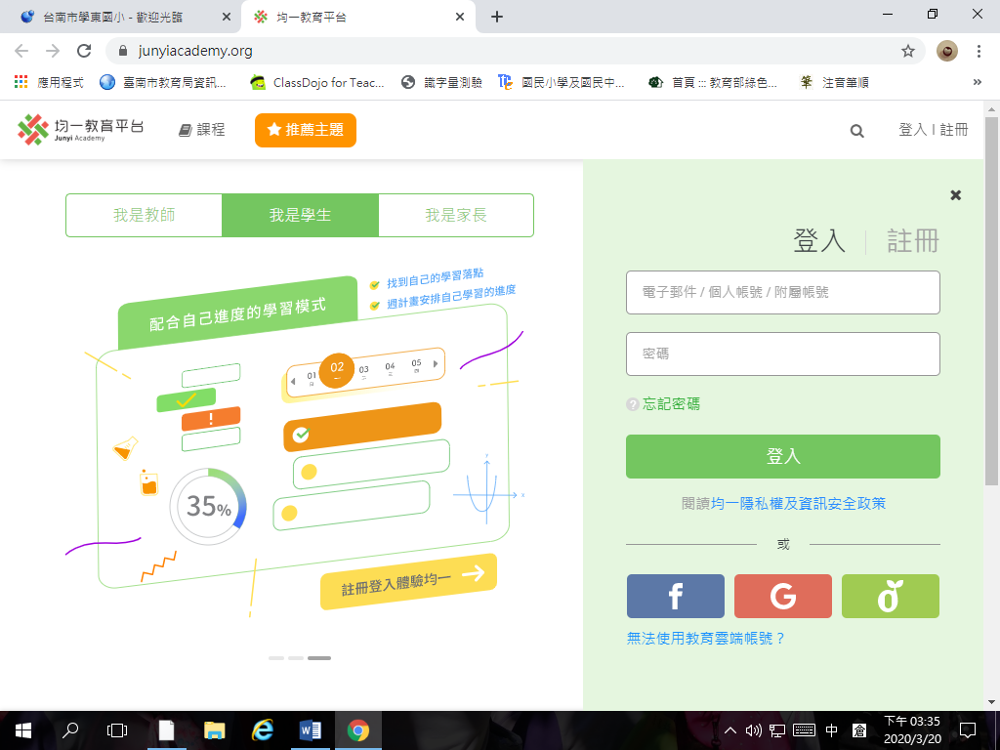 台南市學東國小 - 歡迎光臨
均一教育平台
junyiacademy.org
應用程式
臺南市教育局資訊...
ClassDojo for Teac...
識字量測驗
國民小學及國民中...
首頁 ::: 教育部綠色...
注音筆順
均一教育平台
Junyi Academy
課程
推薦主題
登入 | 註冊
我是教師
我是學生
我是家長
配合自己進度的學習模式
找到自己的學習落點
週計畫安排自己學習的進度
01 02 03 04 05
日 一 二 三 四
!
35%
y
x
註冊登入體驗均一
登入 | 註冊
電子郵件 / 個人帳號 / 附屬帳號
密碼
? 忘記密碼
登入
閱讀均一隱私權及資訊安全政策
或
f
G
無法使用教育雲端帳號？
中
倉
下午 03:35
2020/3/20